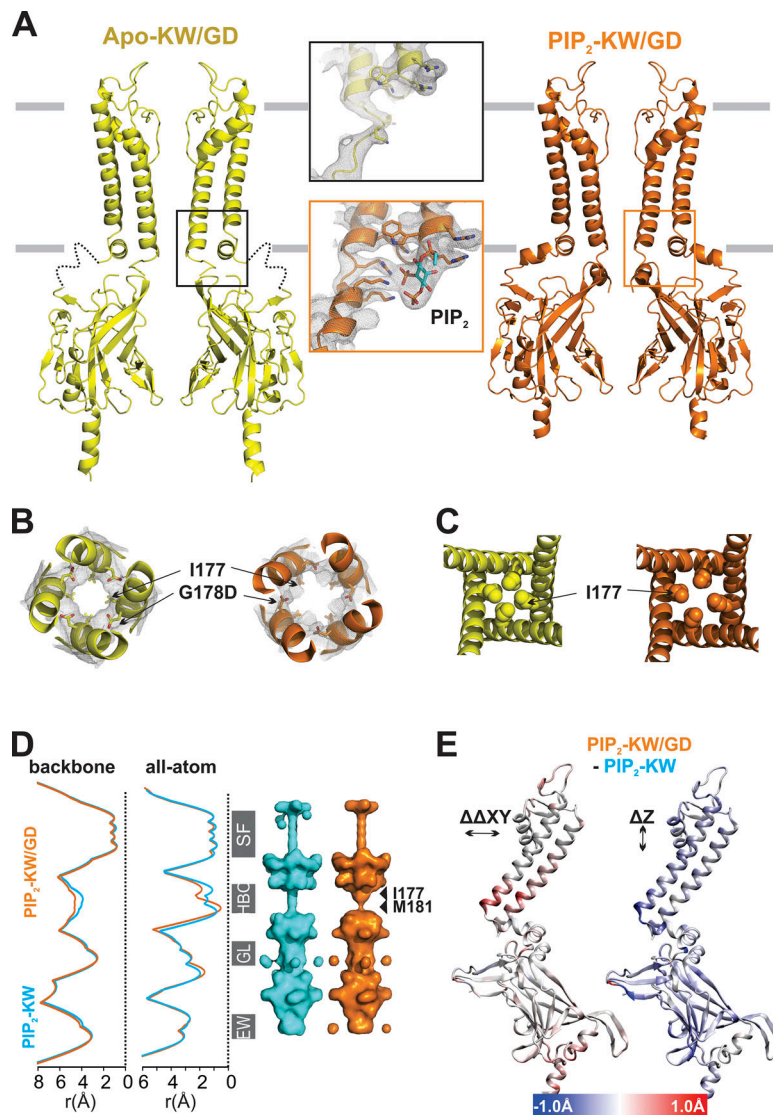 A
Apo-KW/GD
PIP2-KW/GD
PIP2
B
I177
G178D
C
I177
D
backbone
all-atom
PIP2-KW/GD
PIP2-KW
SF
HBC
GL
EW
I177
M181
8 6 4 2 0
6 4 2 0
r(Å)
r(Å)
E
PIP2-KW/GD
- PIP2-KW
ΔΔXY
ΔZ
-1.0Å
1.0Å